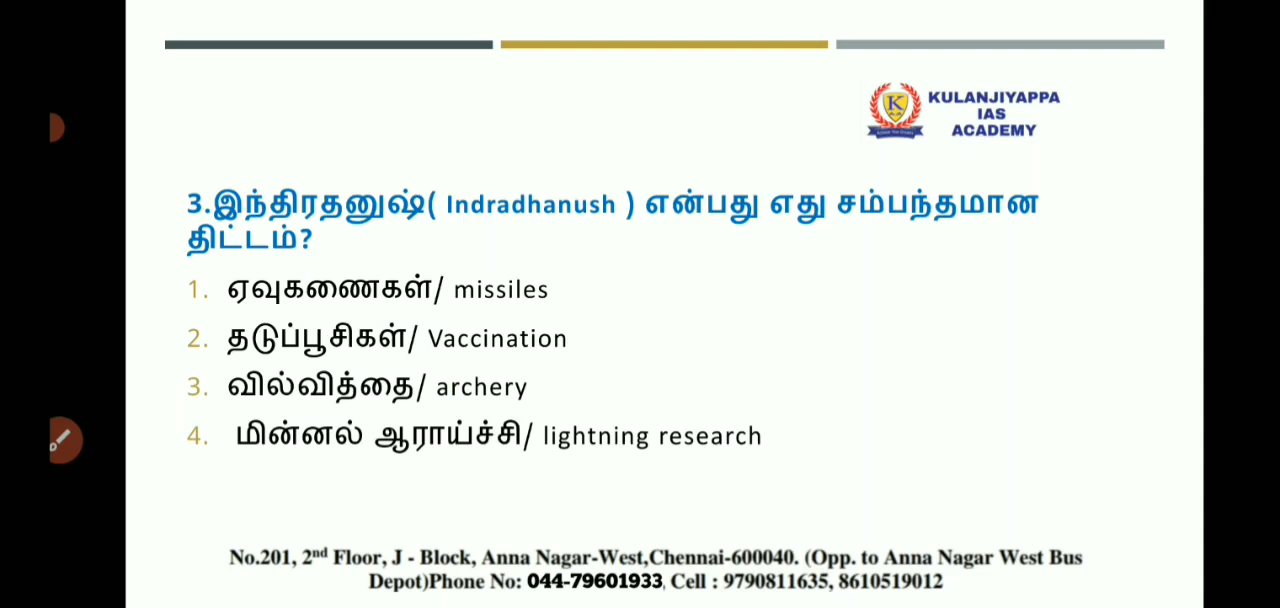 KULANJIYAPPA
IAS
ACADEMY
3.இந்திரதனுஷ்( Indradhanush ) என்பது எது சம்பந்தமான
திட்டம்?
1. ஏவுகணைகள்/ missiles
2. தடுப்பூசிகள்/ Vaccination
3. வில்வித்தை/ archery
4. மின்னல் ஆராய்ச்சி/ lightning research
No.201, 2nd Floor, J - Block, Anna Nagar-West,Chennai-600040. (Opp. to Anna Nagar West Bus
Depot)Phone No: 044-79601933, Cell : 9790811635, 8610519012